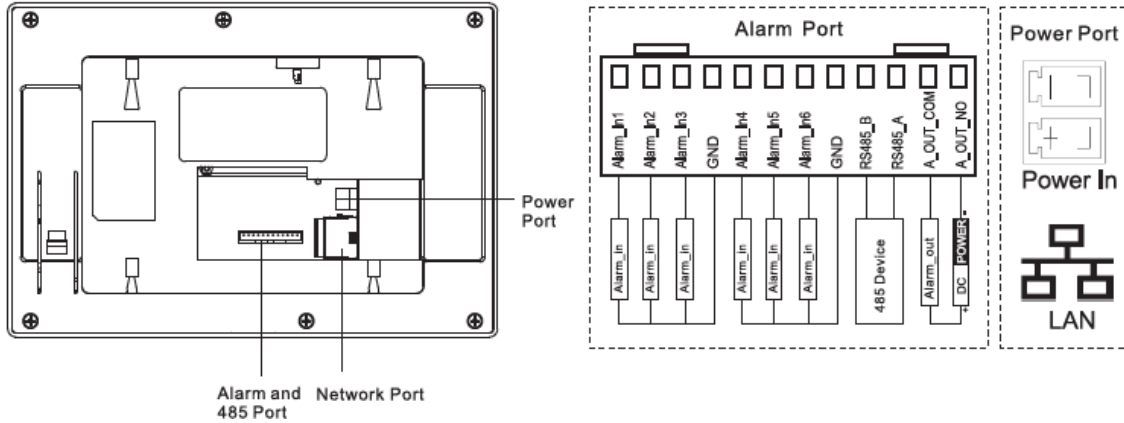 Power
Port
Alarm and
485 Port
Network Port
Alarm Port
Alarm_In1
Alarm_In2
Alarm_In3
GND
Alarm_In4
Alarm_In5
Alarm_In6
GND
RS485_B
RS485_A
A_OUT_COM
A_OUT_NO
Alarm_in
Alarm_in
Alarm_in
Alarm_in
Alarm_in
Alarm_in
485 Device
Alarm_out
+ DC POWER -
Power Port
-
+
Power In
LAN